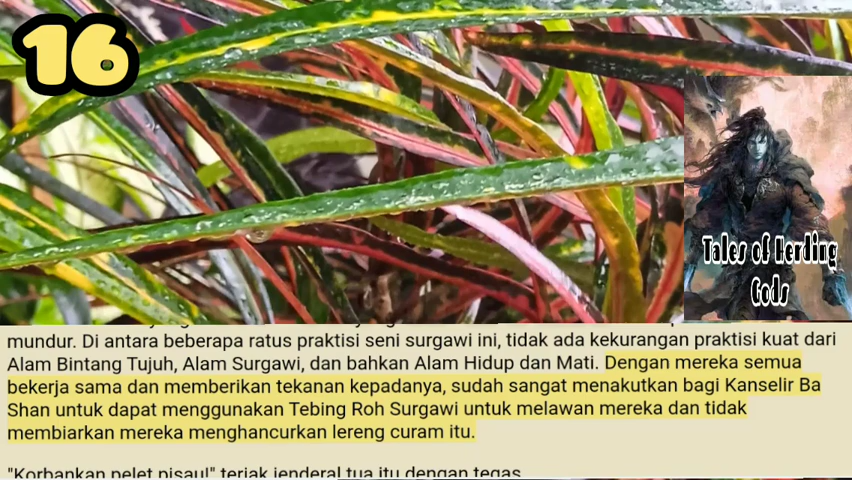 16
Tales of Herding
Gods
mundur. Di antara beberapa ratus praktisi seni surgawi ini, tidak ada kekurangan praktisi kuat dari
Alam Bintang Tujuh, Alam Surgawi, dan bahkan Alam Hidup dan Mati. Dengan mereka semua
bekerja sama dan memberikan tekanan kepadanya, sudah sangat menakutkan bagi Kanselir Ba
Shan untuk dapat menggunakan Tebing Roh Surgawi untuk melawan mereka dan tidak
membiarkan mereka menghancurkan lereng curam itu.
"Korbankan pelet pisau!" teriak jenderal tua itu dengan tegas.